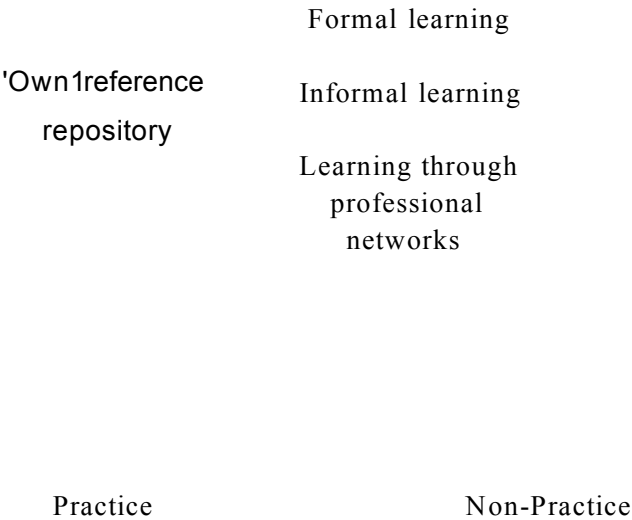 Formal learning
'Own1reference
repository
Informal learning
Learning through
professional
networks
Practice
Non-Practice